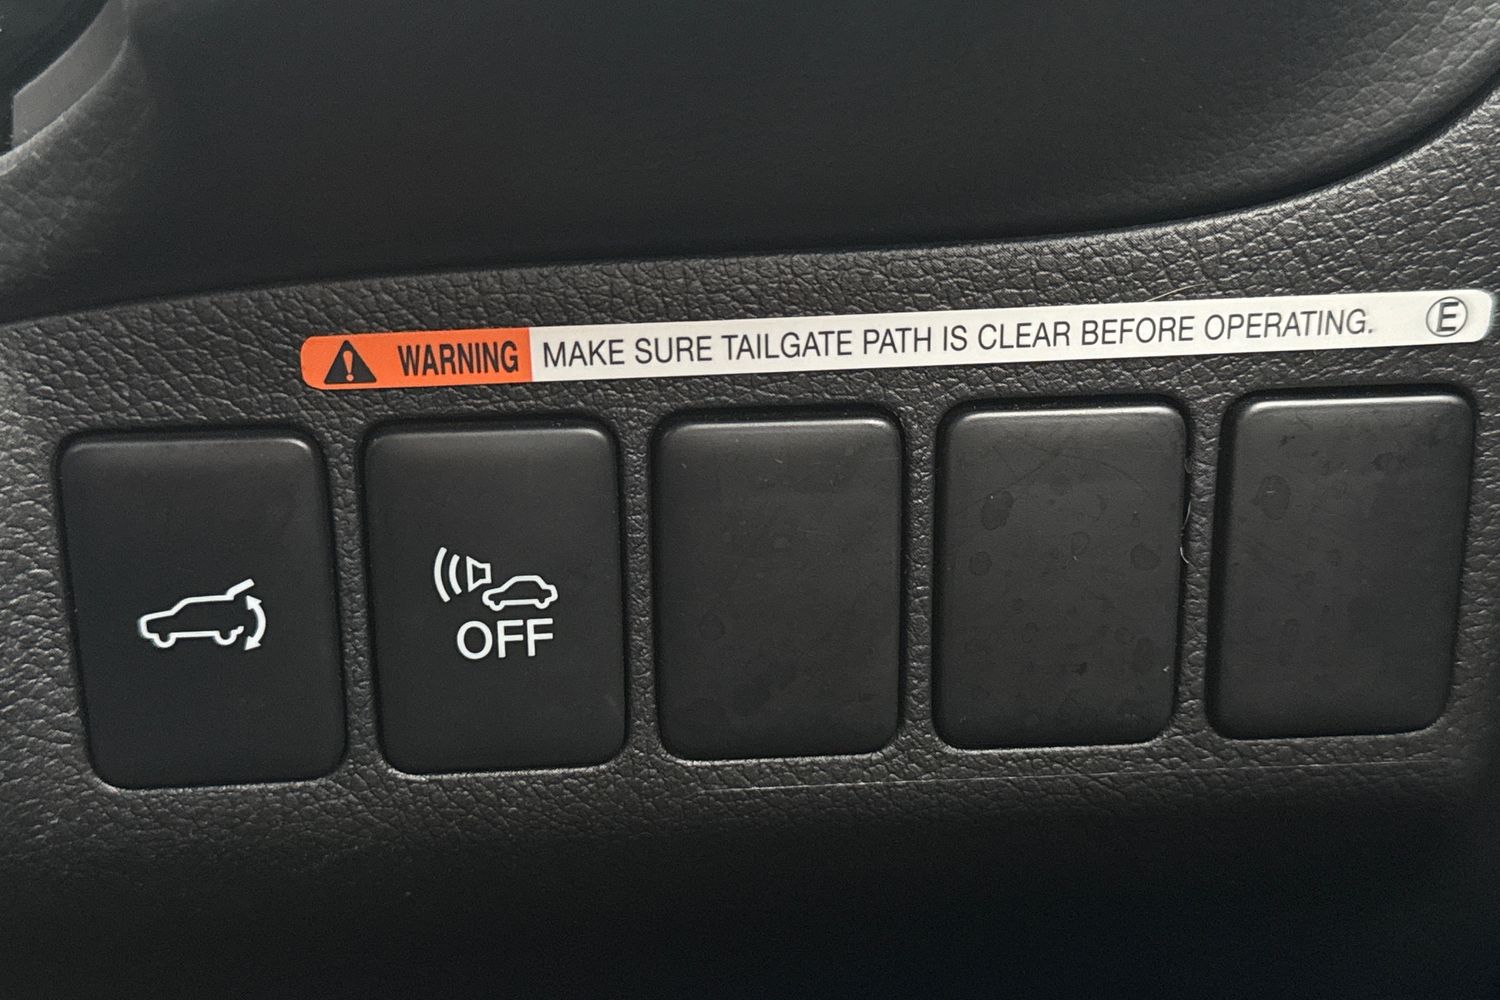 WARNING MAKE SURE TAILGATE PATH IS CLEAR BEFORE OPERATING. E
OFF